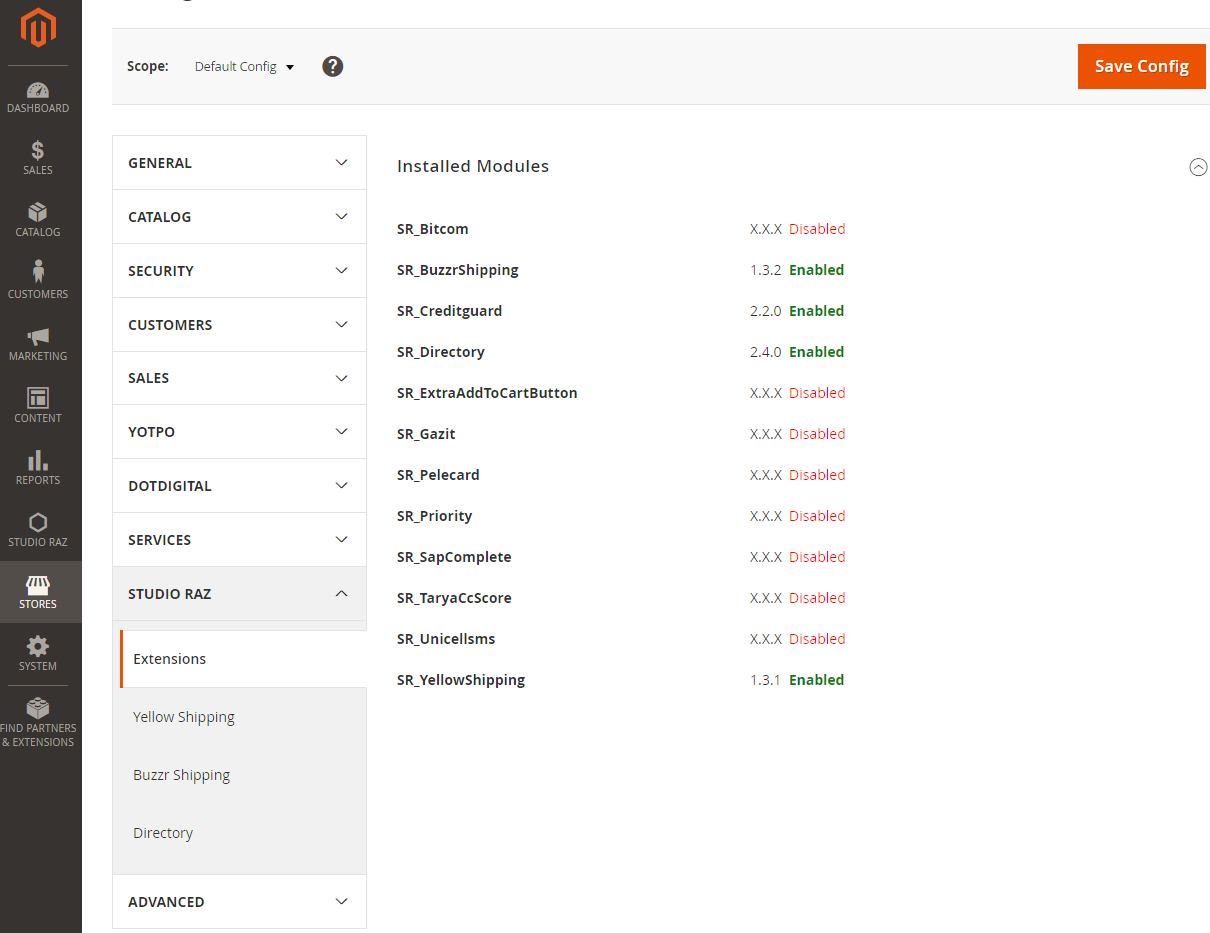 Scope: Default Config ?
Save Config
DASHBOARD
SALES
CATALOG
CUSTOMERS
MARKETING
CONTENT
REPORTS
STUDIO RAZ
STORES
SYSTEM
FIND PARTNERS
& EXTENSIONS
GENERAL
CATALOG
SECURITY
CUSTOMERS
SALES
YOTPO
DOTDIGITAL
SERVICES
STUDIO RAZ
Extensions
Yellow Shipping
Buzzr Shipping
Directory
ADVANCED
Installed Modules
SR_Bitcom X.X.X Disabled
SR_BuzzrShipping 1.3.2 Enabled
SR_Creditguard 2.2.0 Enabled
SR_Directory 2.4.0 Enabled
SR_ExtraAddToCartButton X.X.X Disabled
SR_Gazit X.X.X Disabled
SR_Pelecard X.X.X Disabled
SR_Priority X.X.X Disabled
SR_SapComplete X.X.X Disabled
SR_TaryaCcScore X.X.X Disabled
SR_Unicellsms X.X.X Disabled
SR_YellowShipping 1.3.1 Enabled